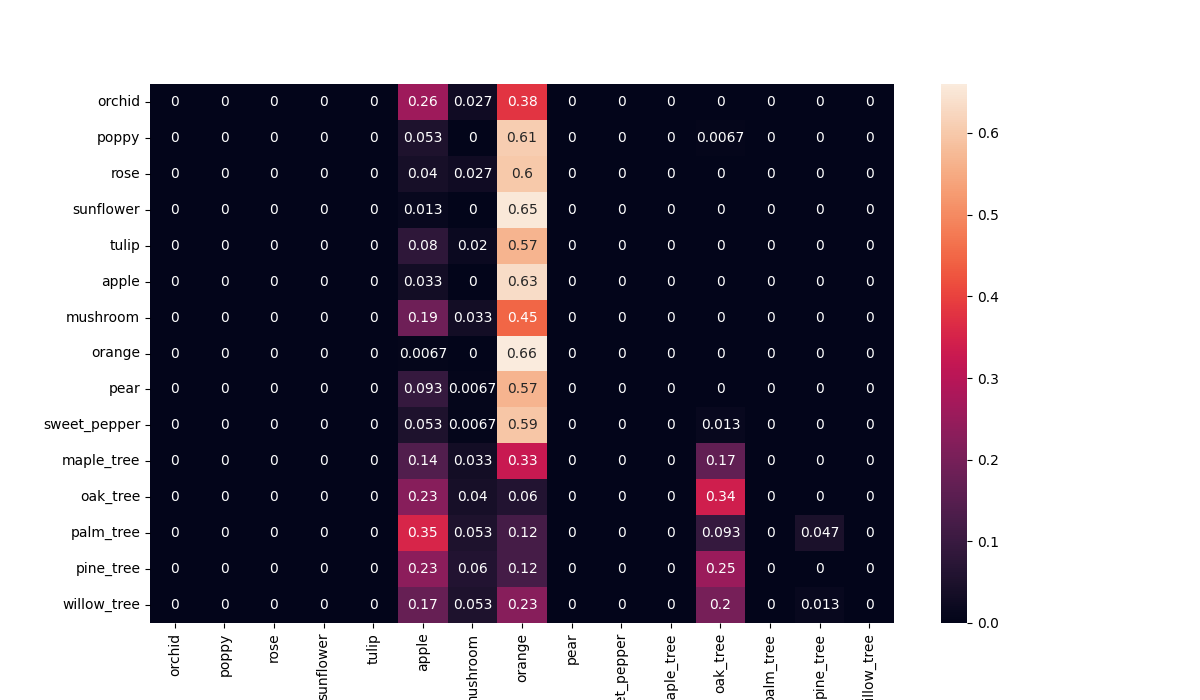 orchid 0 0 0 0 0 0.26 0.027 0.38 0 0 0 0 0 0 0
poppy 0 0 0 0 0 0.053 0 0.61 0 0 0 0.0067 0 0 0
rose 0 0 0 0 0 0.04 0.027 0.6 0 0 0 0 0 0 0
sunflower 0 0 0 0 0 0.013 0 0.65 0 0 0 0 0 0 0
tulip 0 0 0 0 0 0.08 0.02 0.57 0 0 0 0 0 0 0
apple 0 0 0 0 0 0.033 0 0.63 0 0 0 0 0 0 0
mushroom 0 0 0 0 0 0.19 0.033 0.45 0 0 0 0 0 0 0
orange 0 0 0 0 0 0.0067 0 0.66 0 0 0 0 0 0 0
pear 0 0 0 0 0 0.093 0.0067 0.57 0 0 0 0 0 0 0
sweet_pepper 0 0 0 0 0 0.053 0.0067 0.59 0 0 0 0.013 0 0 0
maple_tree 0 0 0 0 0 0.14 0.033 0.33 0 0 0 0.17 0 0 0
oak_tree 0 0 0 0 0 0.23 0.04 0.06 0 0 0 0.34 0 0 0
palm_tree 0 0 0 0 0 0.35 0.053 0.12 0 0 0 0.093 0 0.047 0
pine_tree 0 0 0 0 0 0.23 0.06 0.12 0 0 0 0.25 0 0 0
willow_tree 0 0 0 0 0 0.17 0.053 0.23 0 0 0 0.2 0 0.013 0
orchid
poppy
rose
sunflower
tulip
apple
mushroom
orange
pear
et_pepper
aple_tree
oak_tree
palm_tree
pine_tree
illow_tree
0.6
0.5
0.4
0.3
0.2
0.1
0.0